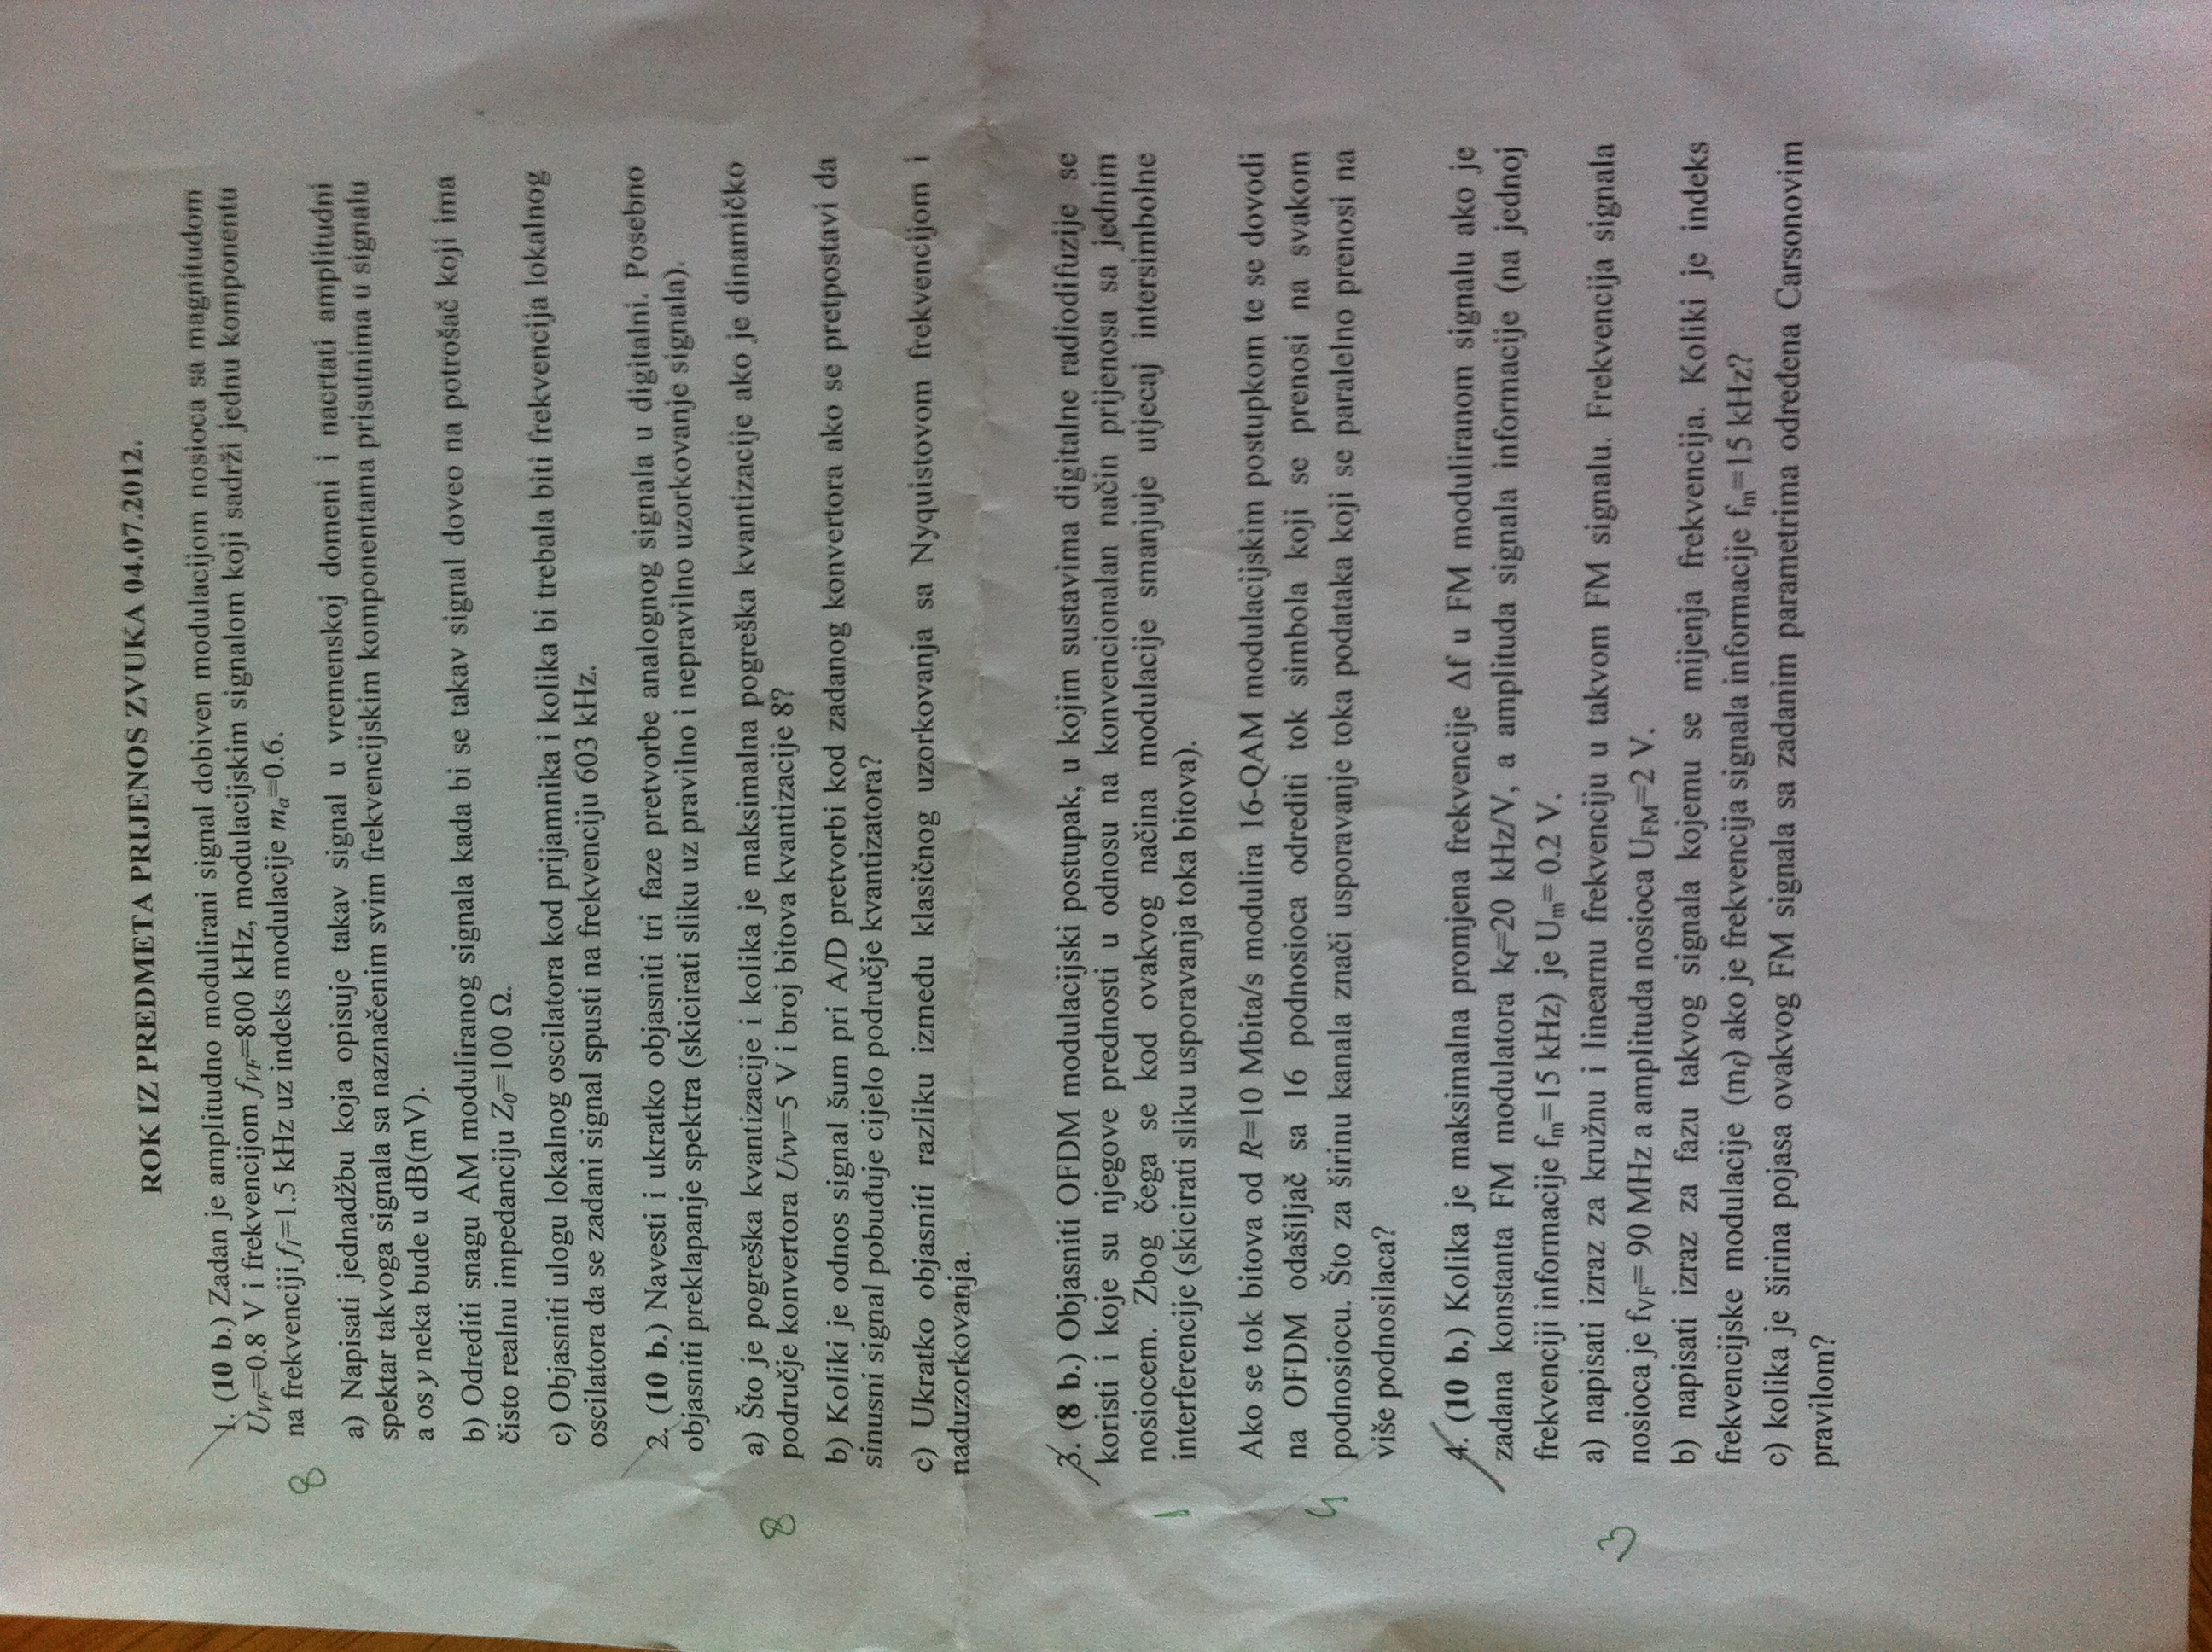 ROK IZ PREDMETA PRIJENOS ZVUKA 04.07.2012.
1. (10 b.) Zadan je amplitudno modulirani signal dobiven modulacijom nosioca sa magnitudom
UVF=0.8 V i frekvencijom fVF=800 kHz, modulacijskim signalom koji sadrži jednu komponentu
na frekvenciji fI=1.5 kHz uz indeks modulacije ma=0.6.
8
a) Napisati jednadžbu koja opisuje takav signal u vremenskoj domeni i nacrtati amplitudni
spektar takvoga signala sa naznačenim svim frekvencijskim komponentama prisutnima u signalu
a os y neka bude u dB(mV).
b) Odrediti snagu AM moduliranog signala kada bi se takav signal doveo na potrošač koji ima
čisto realnu impedanciju Z0=100 Ω.
c) Objasniti ulogu lokalnog oscilatora kod prijamnika i kolika bi trebala biti frekvencija lokalnog
oscilatora da se zadani signal spusti na frekvenciju 603 kHz.
2. (10 b.) Navesti i ukratko objasniti tri faze pretvorbe analognog signala u digitalni. Posebno
objasniti preklapanje spektra (skicirati sliku uz pravilno i nepravilno uzorkovanje signala).
a) Što je pogreška kvantizacije i kolika je maksimalna pogreška kvantizacije ako je dinamičko
8
područje konvertora Uvv=5 V i broj bitova kvantizacije 8?
b) Koliki je odnos signal šum pri A/D pretvorbi kod zadanog konvertora ako se pretpostavi da
sinusni signal pobuđuje cijelo područje kvantizatora?
c) Ukratko objasniti razliku između klasičnog uzorkovanja sa Nyquistovom frekvencijom i
naduzorkovanja.
3. (8 b.) Objasniti OFDM modulacijski postupak, u kojim sustavima digitalne radiodifuzije se
koristi i koje su njegove prednosti u odnosu na konvencionalan način prijenosa sa jednim
nosiocem. Zbog čega se kod ovakvog načina modulacije smanjuje utjecaj intersimbolne
1
interferencije (skicirati sliku usporavanja toka bitova).
Ako se tok bitova od R=10 Mbita/s modulira 16-QAM modulacijskim postupkom te se dovodi
na OFDM odašiljač sa 16 podnosioca odrediti tok simbola koji se prenosi na svakom
4
podnosiocu. Što za širinu kanala znači usporavanje toka podataka koji se paralelno prenosi na
više podnosilaca?
4. (10 b.) Kolika je maksimalna promjena frekvencije Δf u FM moduliranom signalu ako je
zadana konstanta FM modulatora kf=20 kHz/V, a amplituda signala informacije (na jednoj
frekvenciji informacije fm=15 kHz) je Um= 0.2 V.
a) napisati izraz za kružnu i linearnu frekvenciju u takvom FM signalu. Frekvencija signala
nosioca je fVF= 90 MHz a amplituda nosioca UFM=2 V.
b) napisati izraz za fazu takvog signala kojemu se mijenja frekvencija. Koliki je indeks
frekvencijske modulacije (mf) ako je frekvencija signala informacije fm=15 kHz?
c) kolika je širina pojasa ovakvog FM signala sa zadanim parametrima određena Carsonovim
pravilom?